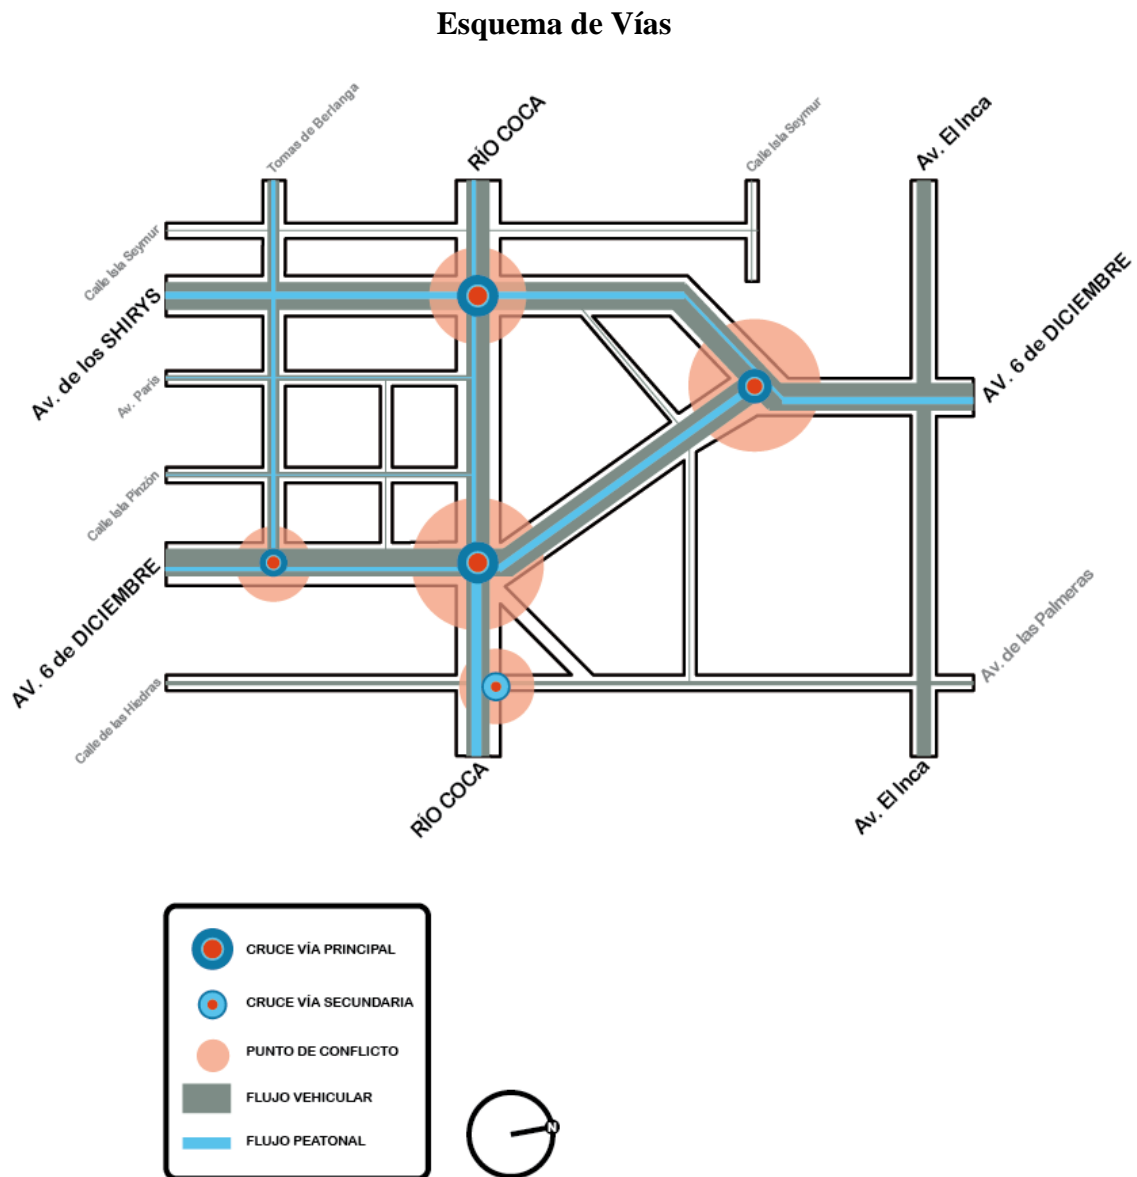 Esquema de Vías
Tomas de Berlanga
RÍO COCA
Calle Isla Seymur
Av. El Inca
Calle Isla Seymur
Av. de los SHIRYS
AV. 6 de DICIEMBRE
Av. Paris
Calle Isla Pinzón
AV. 6 de DICIEMBRE
Calle de las Hiedras
Av. de las Palmeras
RÍO COCA
Av. El Inca
CRUCE VÍA PRINCIPAL
CRUCE VÍA SECUNDARIA
PUNTO DE CONFLICTO
FLUJO VEHICULAR
FLUJO PEATONAL
N